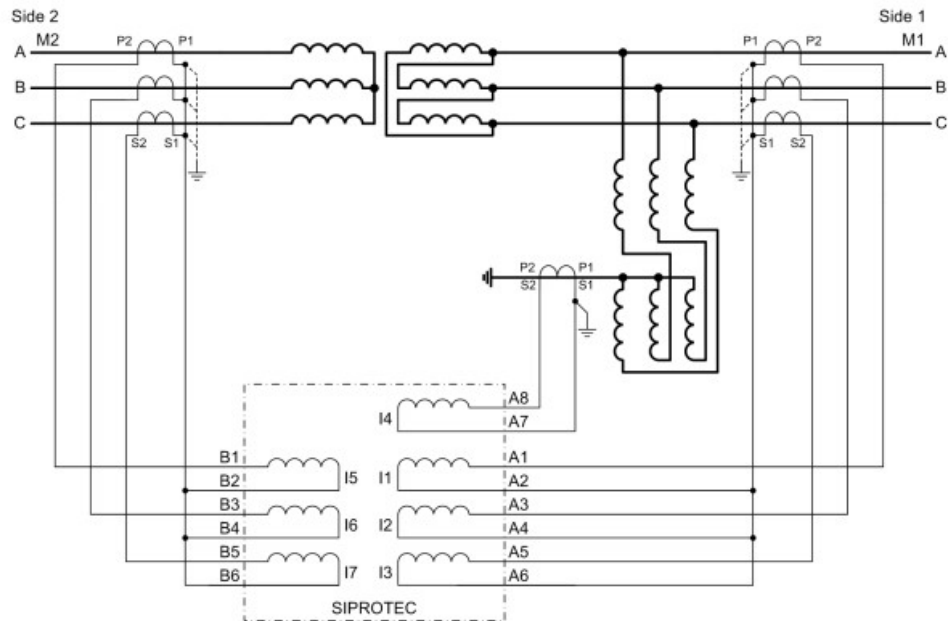 Side 2
Side 1
M2
P2
P1
P1
P2
M1
A
A
B
B
C
C
S2
S1
S1
S2
P2
P1
S2
S1
A8
I4
A7
B1
A1
I5
I1
B2
A2
B3
A3
I6
I2
B4
A4
B5
A5
I7
I3
B6
A6
SIPROTEC